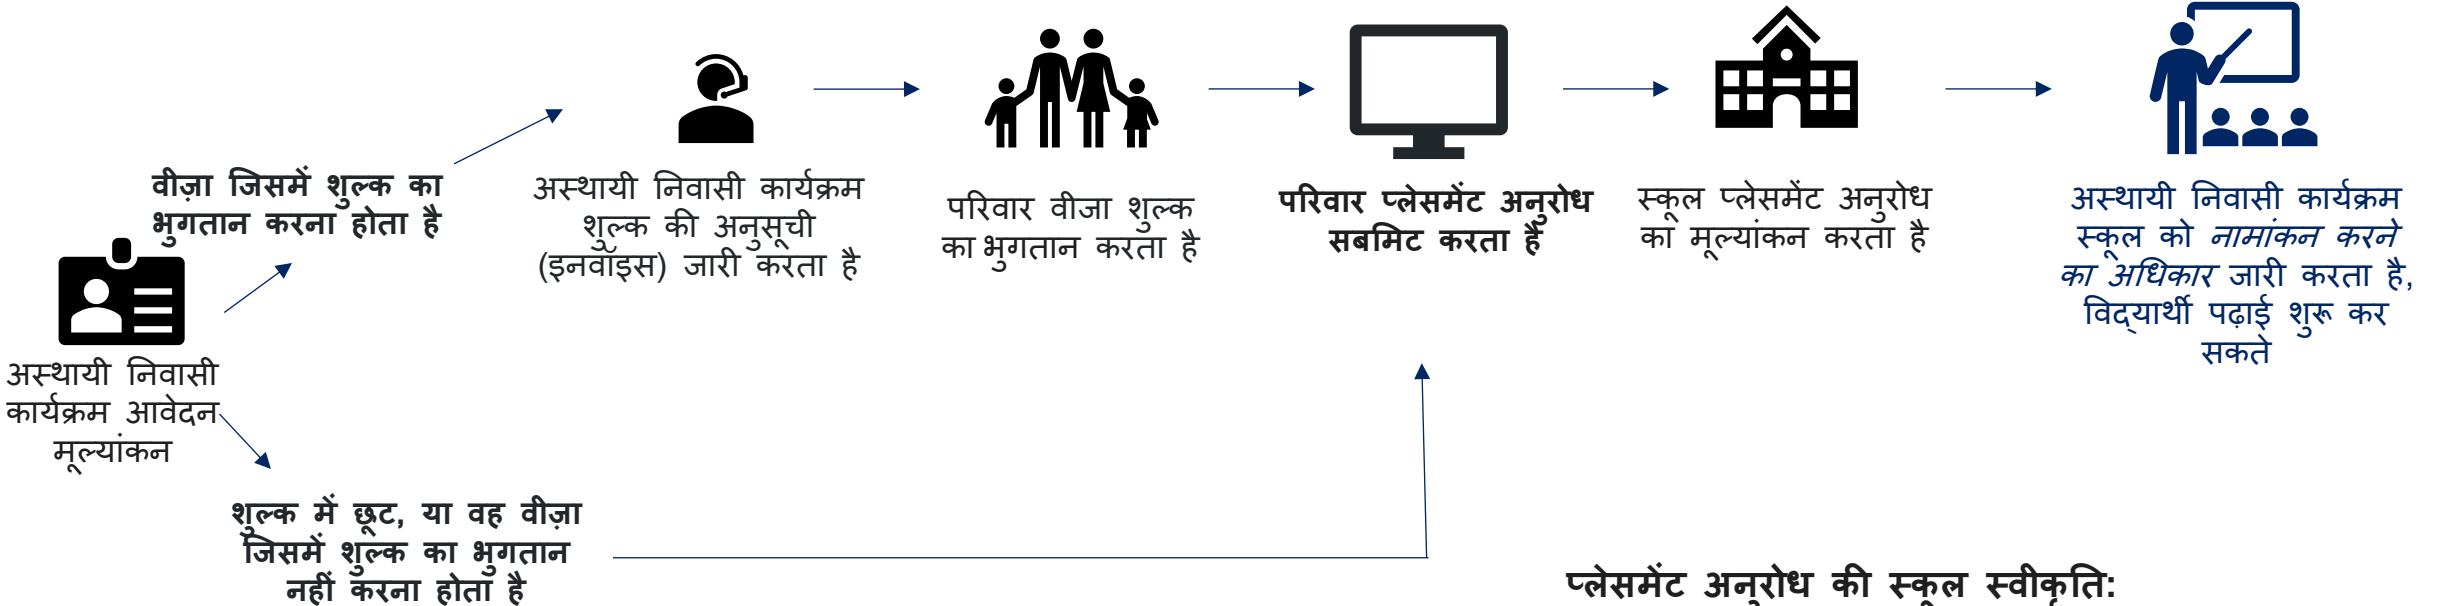 वीज़ा जिसमें शुल्क का
भुगतान करना होता है
अस्थायी निवासी कार्यक्रम
शुल्क की अनुसूची
(इनवॉइस) जारी करता है
परिवार वीजा शुल्क
का भुगतान करता है
परिवार प्लेसमेंट अनुरोध
सबमिट करता है
स्कूल प्लेसमेंट अनुरोध
का मूल्यांकन करता है
अस्थायी निवासी कार्यक्रम
स्कूल को नामांकन करने
का अधिकार जारी करता है,
विद्यार्थी पढ़ाई शुरू कर
सकते
अस्थायी निवासी
कार्यक्रम आवेदन
मूल्यांकन
शुल्क में छूट, या वह वीज़ा
जिसमें शुल्क का भुगतान
नहीं करना होता है
प्लेसमेंट अनुरोध की स्कूल स्वीकृति: